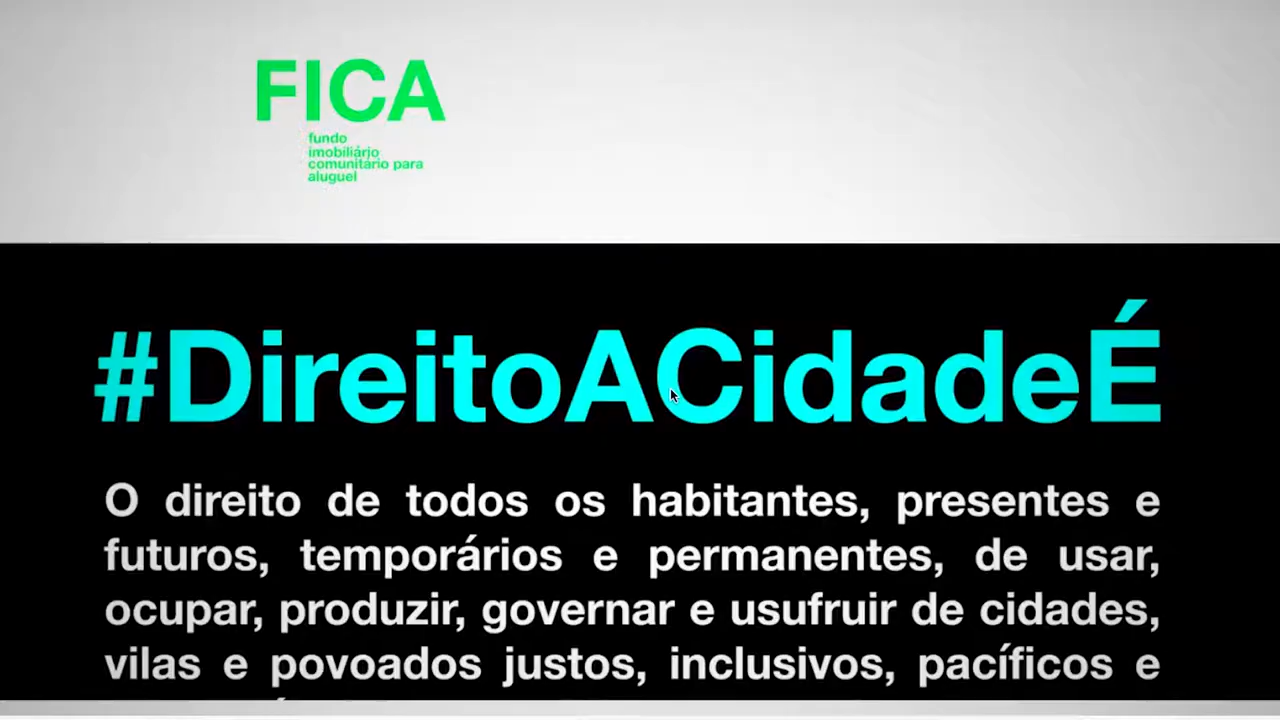 FICA
fundo
imobiliário
comunitário para
aluguel
#DireitoACidadeÉ
O direito de todos os habitantes, presentes e
futuros, temporários e permanentes, de usar,
ocupar, produzir, governar e usufruir de cidades,
vilas e povoados justos, inclusivos, pacíficos e